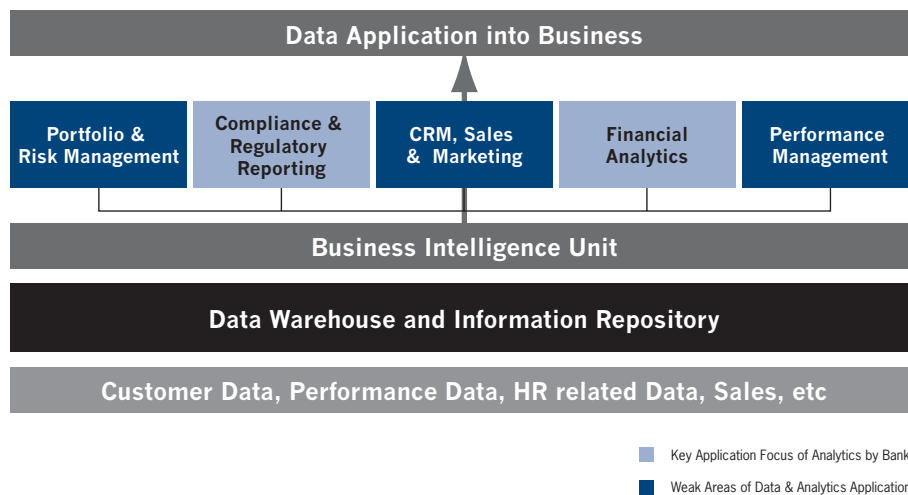 Data Application into Business
Portfolio &
Risk Management
Compliance &
Regulatory
Reporting
CRM, Sales
& Marketing
Financial
Analytics
Performance
Management
Business Intelligence Unit
Data Warehouse and Information Repository
Customer Data, Performance Data, HR related Data, Sales, etc
Key Application Focus of Analytics by Bank
Weak Areas of Data & Analytics Application